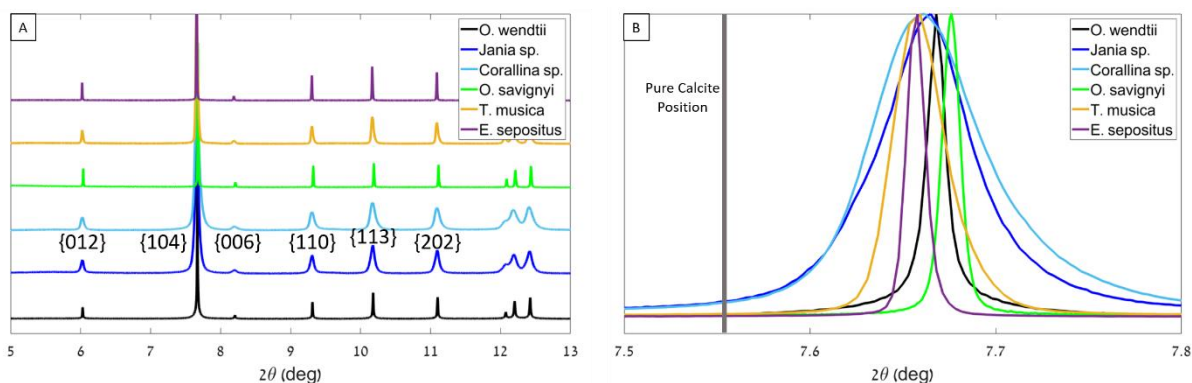 A
O. wendtii
Jania sp.
Corallina sp.
O. savignyi
T. musica
E. sepositus
{012} {104} {006} {110} {113} {202}
5 6 7 8 9 10 11 12 13
2θ (deg)
B
O. wendtii
Jania sp.
Corallina sp.
O. savignyi
T. musica
E. sepositus
Pure Calcite
Position
7.5 7.6 7.7 7.8
2θ (deg)